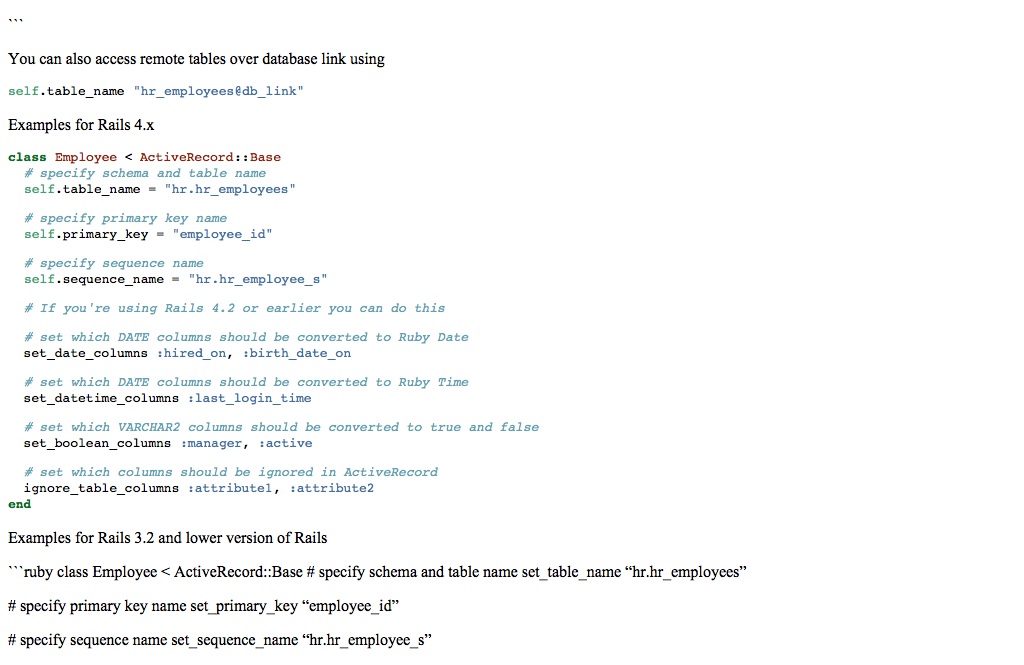 ```
You can also access remote tables over database link using
self.table_name "hr_employees@db_link"
Examples for Rails 4.x
class Employee < ActiveRecord::Base
# specify schema and table name
self.table_name = "hr.hr_employees"
# specify primary key name
self.primary_key = "employee_id"
# specify sequence name
self.sequence_name = "hr.hr_employee_s"
# If you're using Rails 4.2 or earlier you can do this
# set which DATE columns should be converted to Ruby Date
set_date_columns :hired_on, :birth_date_on
# set which DATE columns should be converted to Ruby Time
set_datetime_columns :last_login_time
# set which VARCHAR2 columns should be converted to true and false
set_boolean_columns :manager, :active
# set which columns should be ignored in ActiveRecord
ignore_table_columns :attribute1, :attribute2
end
Examples for Rails 3.2 and lower version of Rails
```ruby class Employee < ActiveRecord::Base # specify schema and table name set_table_name “hr.hr_employees”
# specify primary key name set_primary_key “employee_id”
# specify sequence name set_sequence_name “hr.hr_employee_s”